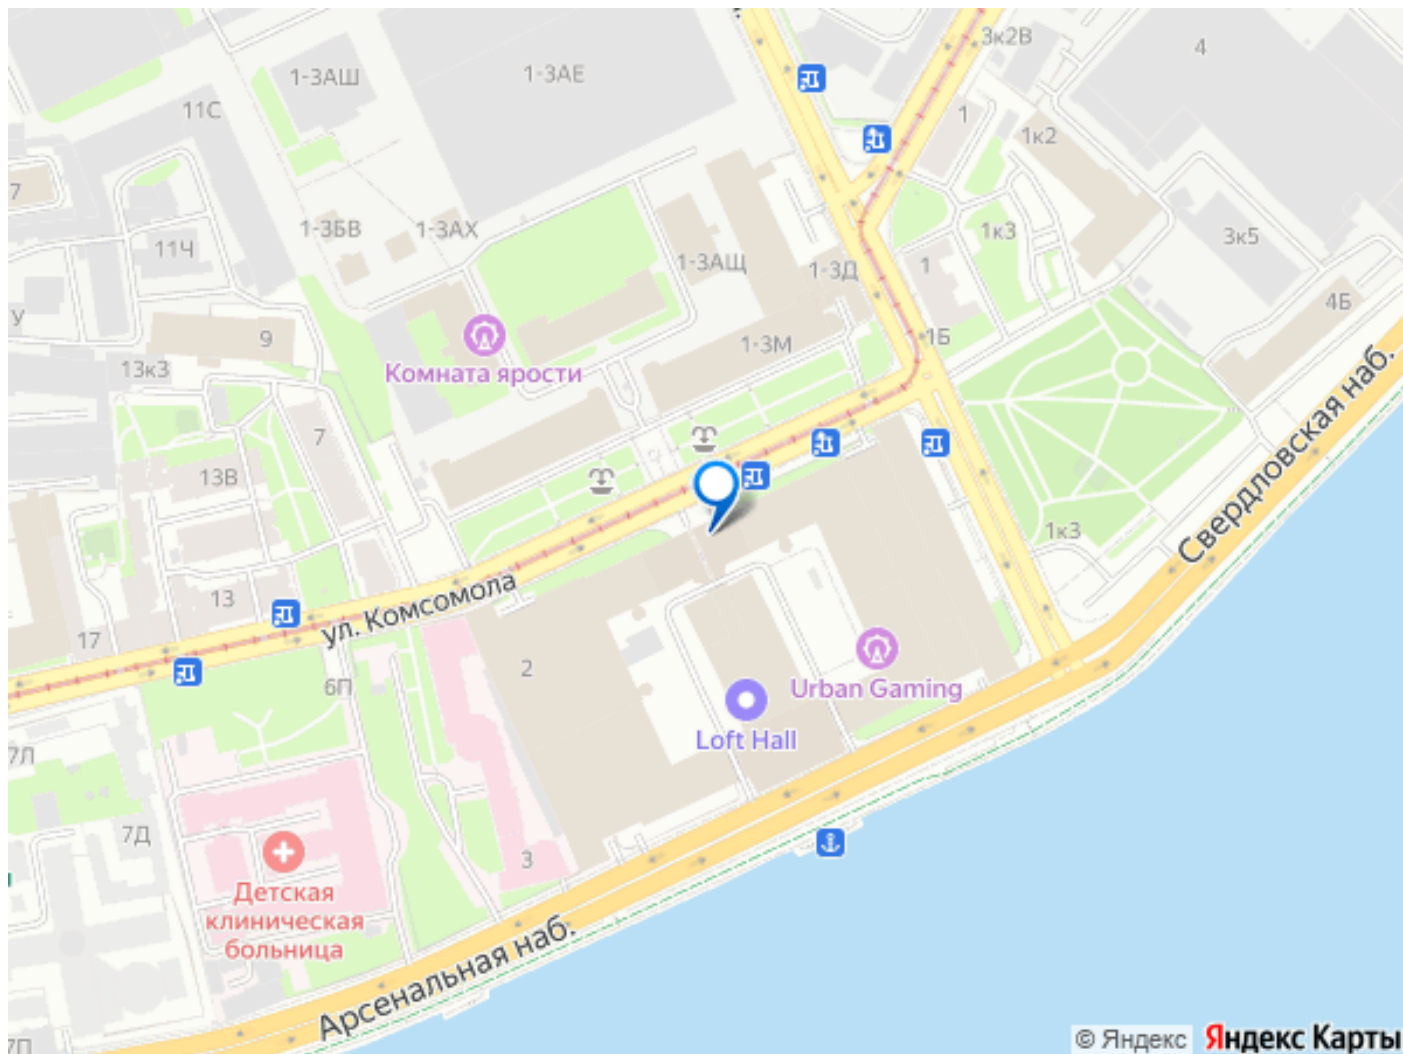 3к2В
4
1-3АШ
1-3АЕ
11С
1
1к2
7
1-3БВ
1-3АХ
1к3
3к5
11Ч
1-3АЩ
1-3Д
1
4Б
У
9
1Б
1-3М
13к3
Комната ярости
7
13В
Свердловская наб.
1к3
ул. Комсомола
13
17
2
6П
Urban Gaming
Loft Hall
7Л
7Д
3
Детская
клиническая
больница
Арсенальная наб.
7П
© Яндекс
Яндекс Карты